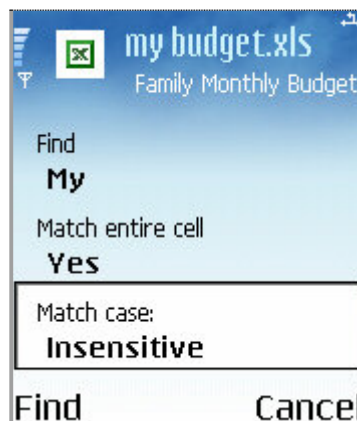 my budget.xls
Family Monthly Budget
Find
My
Match entire cell
Yes
Match case:
Insensitive
Find Cancel